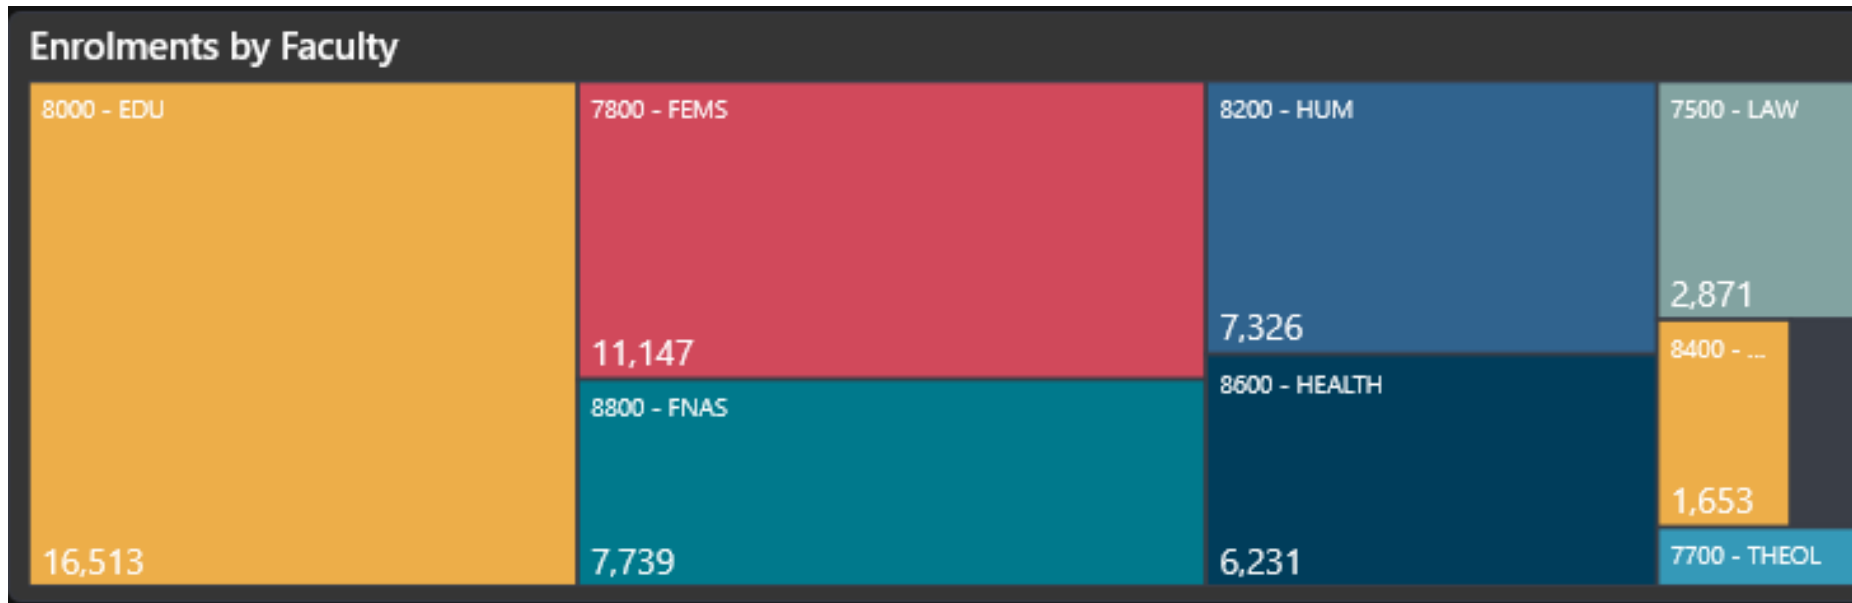 Enrolments by Faculty
8000 - EDU
16,513
7800 - FEMS
11,147
8800 - FNAS
7,739
8200 - HUM
7,326
8600 - HEALTH
6,231
7500 - LAW
2,871
8400 - ...
1,653
7700 - THEOL